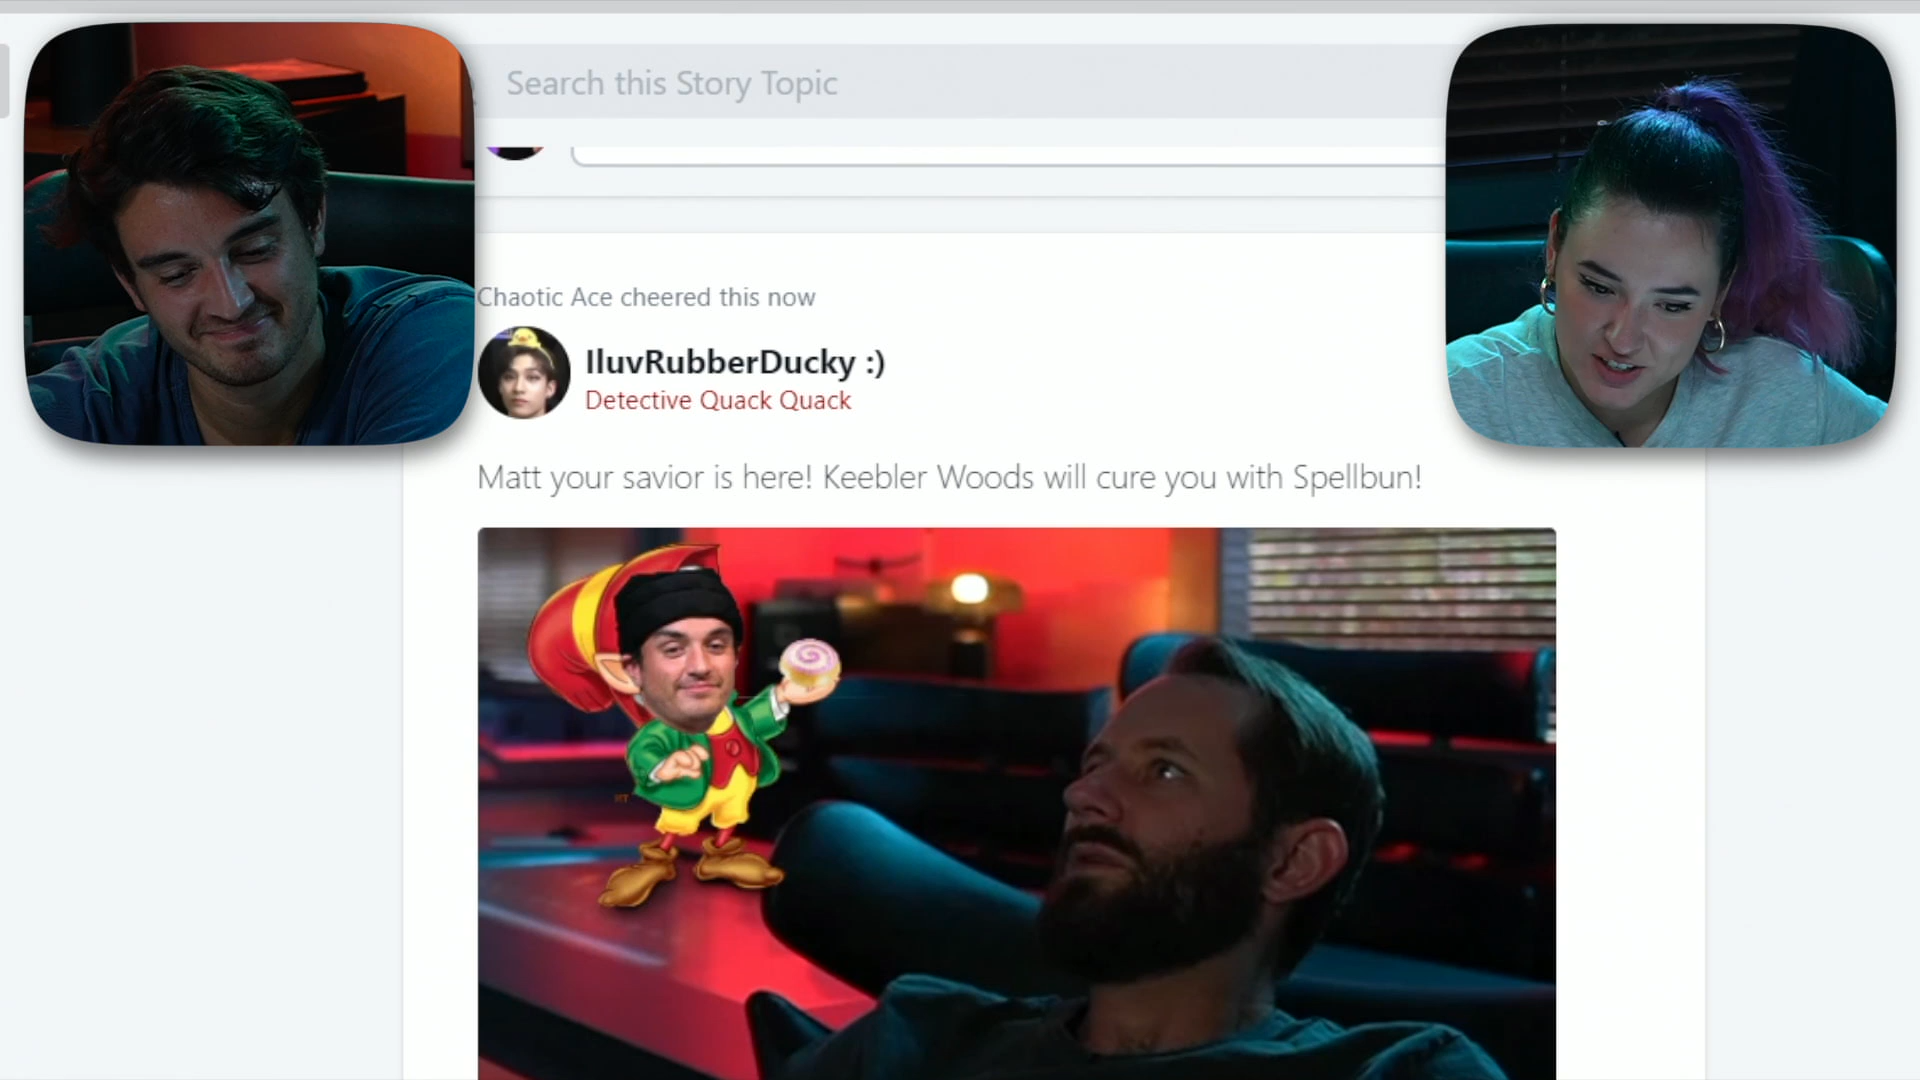 Search this Story Topic
Chaotic Ace cheered this now
IluvRubberDucky :)
Detective Quack Quack
Matt your savior is here! Keebler Woods will cure you with Spellbun!